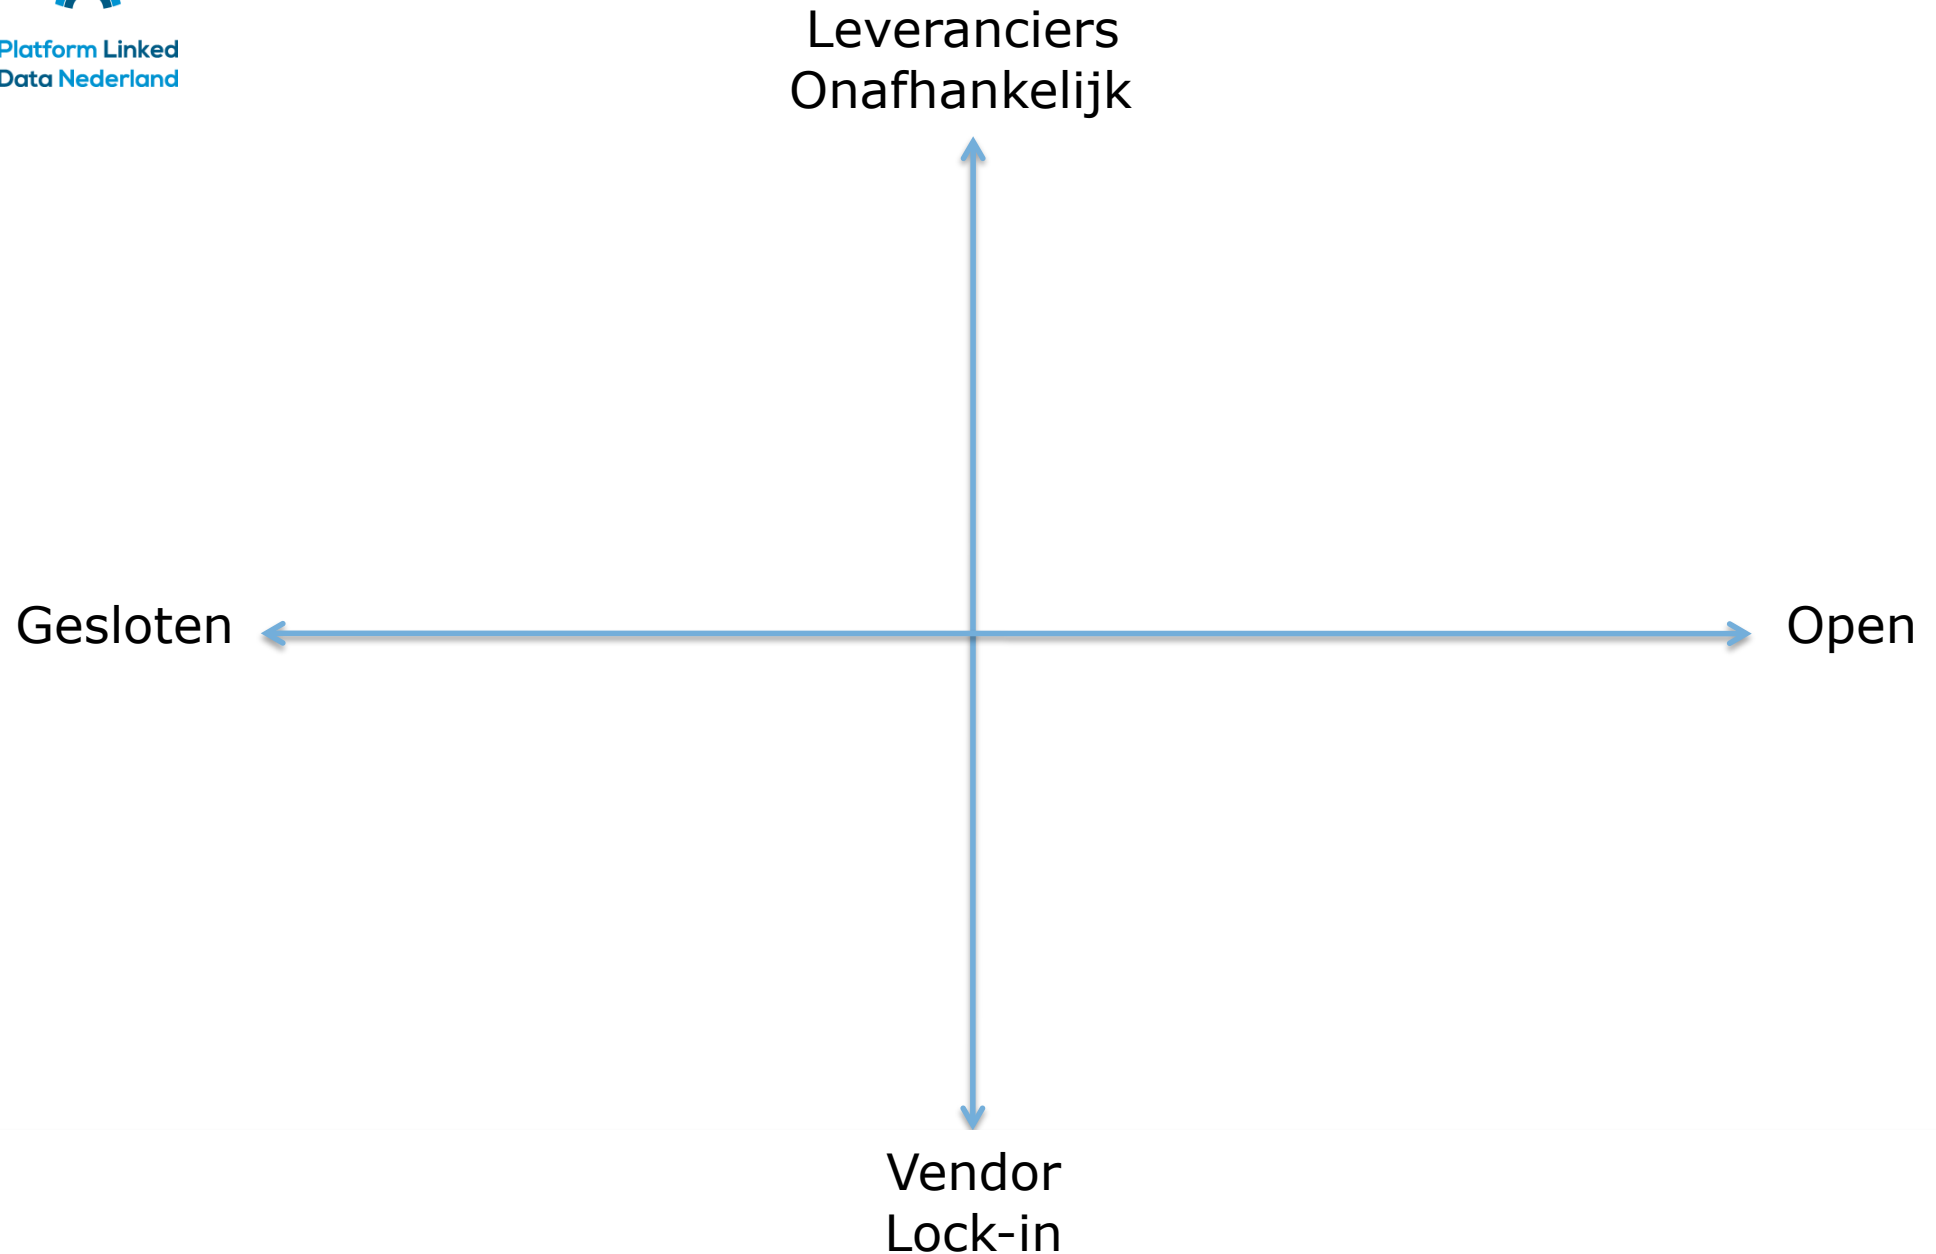 Platform Linked
Data Nederland
Leveranciers
Onafhankelijk
Gesloten
Open
Vendor
Lock-in